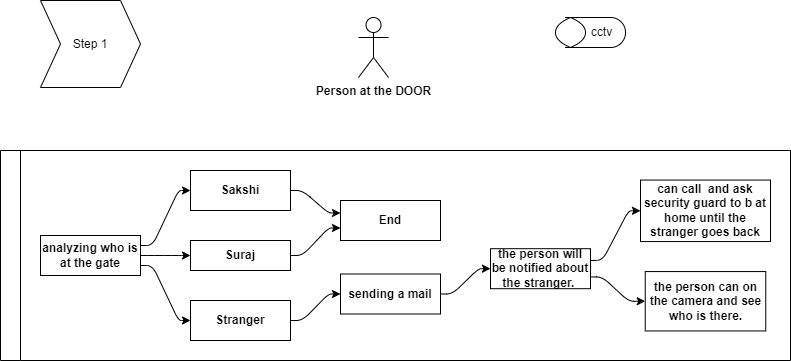 Step 1
cctv
Person at the DOOR
Sakshi
can call and ask
security guard to b at
home until the
stranger goes back
End
analyzing who is
at the gate
Suraj
the person will
be notified about
the stranger.
sending a mail
the person can on
the camera and see
who is there.
Stranger